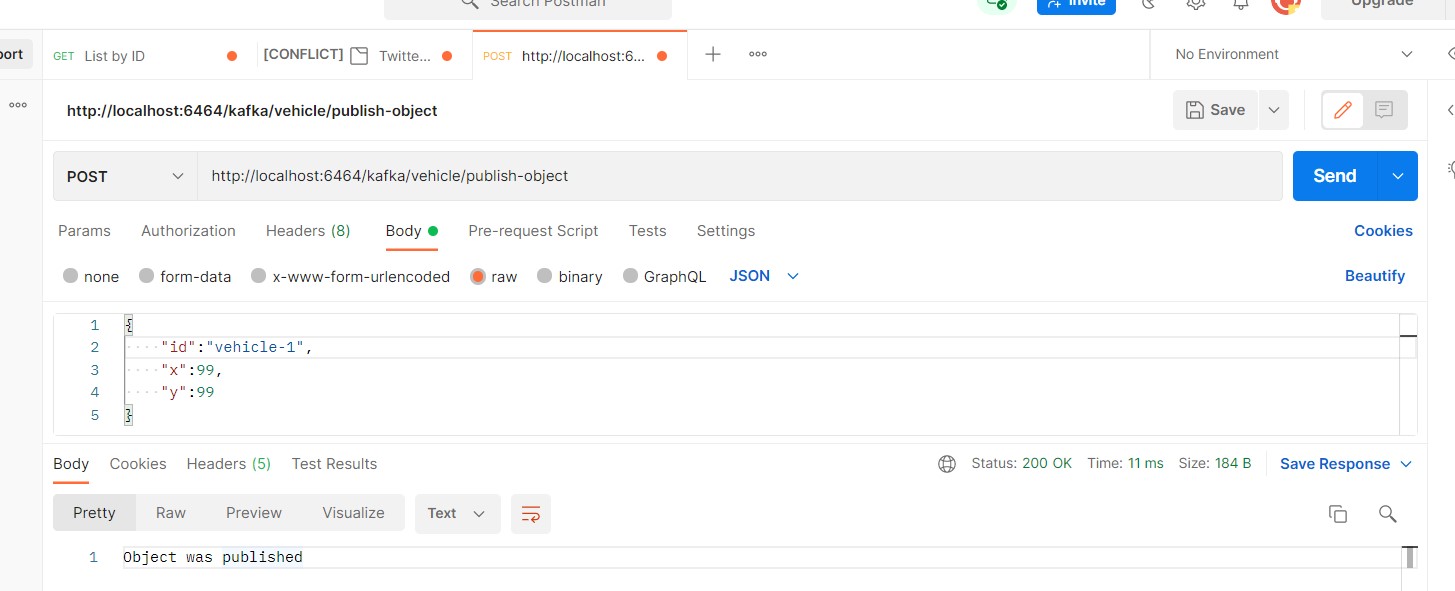 Search Postman
Invite
Upgrade
port
GET List by ID
[CONFLICT] Twitte...
POST http://localhost:6...
No Environment
http://localhost:6464/kafka/vehicle/publish-object
Save
POST
http://localhost:6464/kafka/vehicle/publish-object
Send
Params Authorization Headers (8) Body Pre-request Script Tests Settings Cookies
none form-data x-www-form-urlencoded raw binary GraphQL JSON Beautify
1 {
2 "id":"vehicle-1",
3 "x":99,
4 "y":99
5 }
Body Cookies Headers (5) Test Results Status: 200 OK Time: 11 ms Size: 184 B Save Response
Pretty Raw Preview Visualize Text
1 Object was published